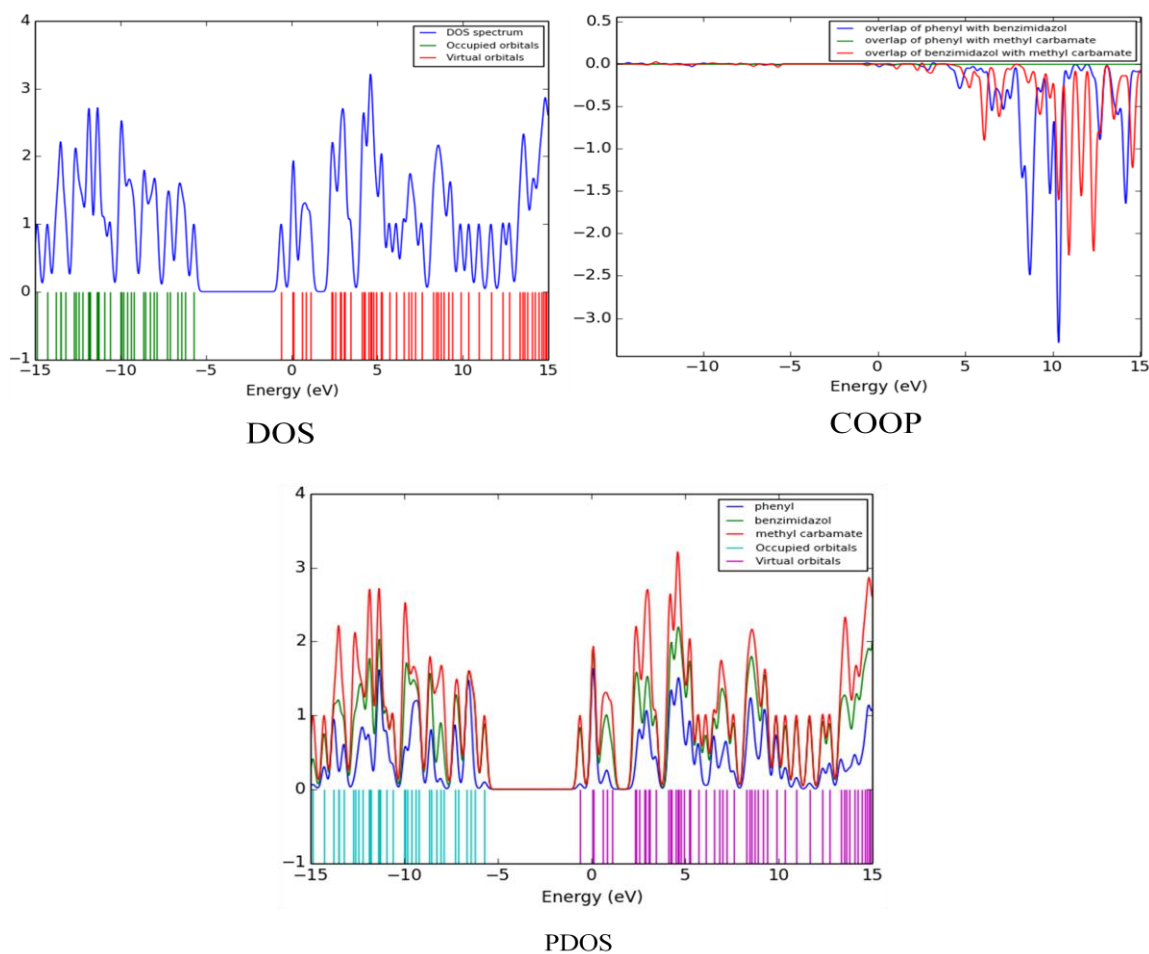 4
3
2
1
0
−1
−15
−10
−5
0
5
10
15
Energy (eV)
DOS spectrum
Occupied orbitals
Virtual orbitals
DOS
0.5
0.0
−0.5
−1.0
−1.5
−2.0
−2.5
−3.0
−10
−5
0
5
10
15
Energy (eV)
overlap of phenyl with benzimidazol
overlap of phenyl with methyl carbamate
overlap of benzimidazol with methyl carbamate
COOP
4
3
2
1
0
−1
−15
−10
−5
0
5
10
15
Energy (eV)
phenyl
benzimidazol
methyl carbamate
Occupied orbitals
Virtual orbitals
PDOS